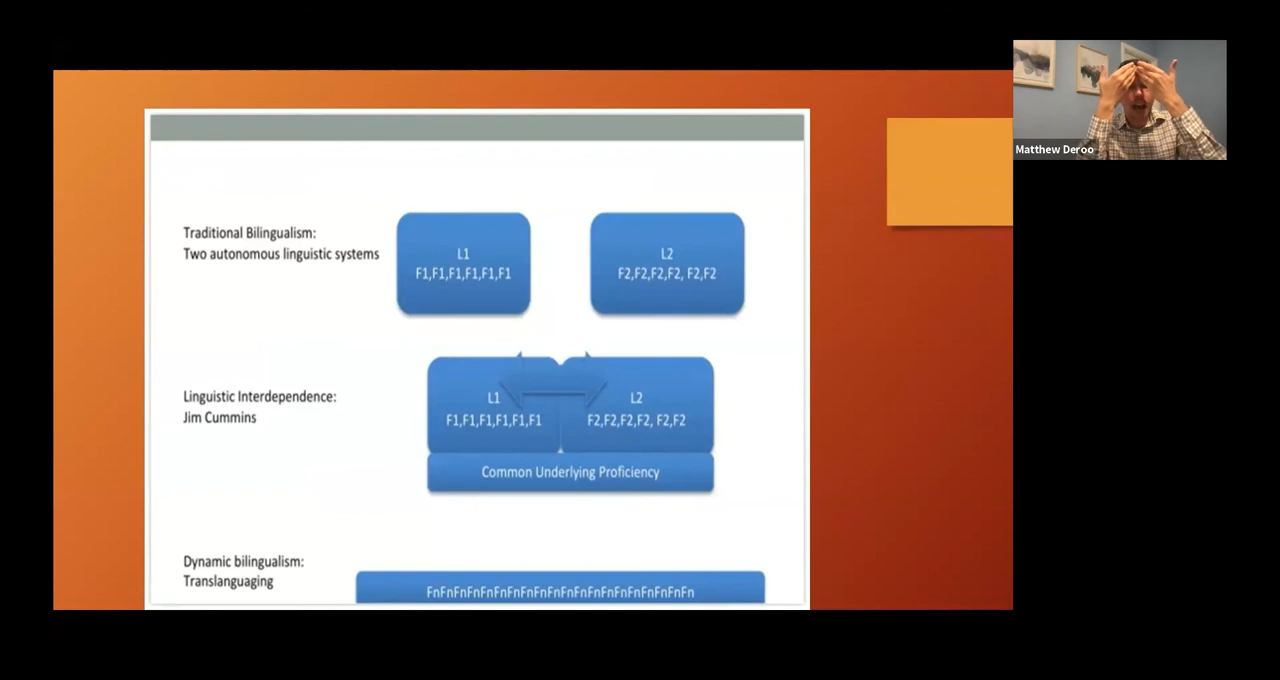 Matthew Deroo
Traditional Bilingualism:
Two autonomous linguistic systems
L1
F1,F1,F1,F1,F1,F1
L2
F2,F2,F2,F2, F2,F2
Linguistic Interdependence:
Jim Cummins
L1
F1,F1,F1,F1,F1,F1
L2
F2,F2,F2,F2, F2,F2
Common Underlying Proficiency
Dynamic bilingualism:
Translanguaging
FnFnFnFnFnFnFnFnFnFnFnFnFnFnFnFnFnFnFnFn